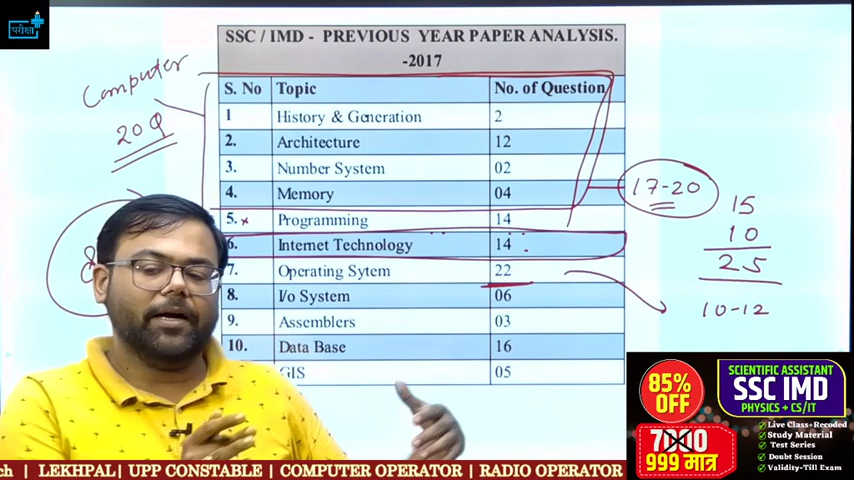 परीक्षा
SSC / IMD - PREVIOUS YEAR PAPER ANALYSIS.
-2017
S. No Topic No. of Question
1 History & Generation 2
2. Architecture 12
3. Number System 02
4. Memory 04
5. x Programming 14
6. Internet Technology 14
7. Operating Sytem 22
8. I/o System 06
9. Assemblers 03
10. Data Base 16
GIS 05
Computer
20Q
8
17-20
15
10
25
10-12
85%
OFF
7000
999 मात्र
SCIENTIFIC ASSISTANT
SSC IMD
PHYSICS + CS/IT
Live Class+Recoded
Study Material
Test Series
Doubt Session
Validity-Till Exam
ch | LEKHPAL| UPP CONSTABLE | COMPUTER OPERATOR | RADIO OPERATOR